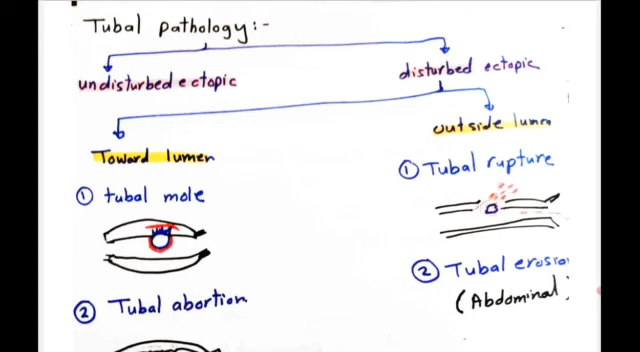 Tubal pathology:-
undisturbed ectopic
disturbed ectopic
Toward lumen
① tubal mole
② Tubal abortion
outside lumen
① Tubal rupture
② Tubal erosion
(Abdominal)